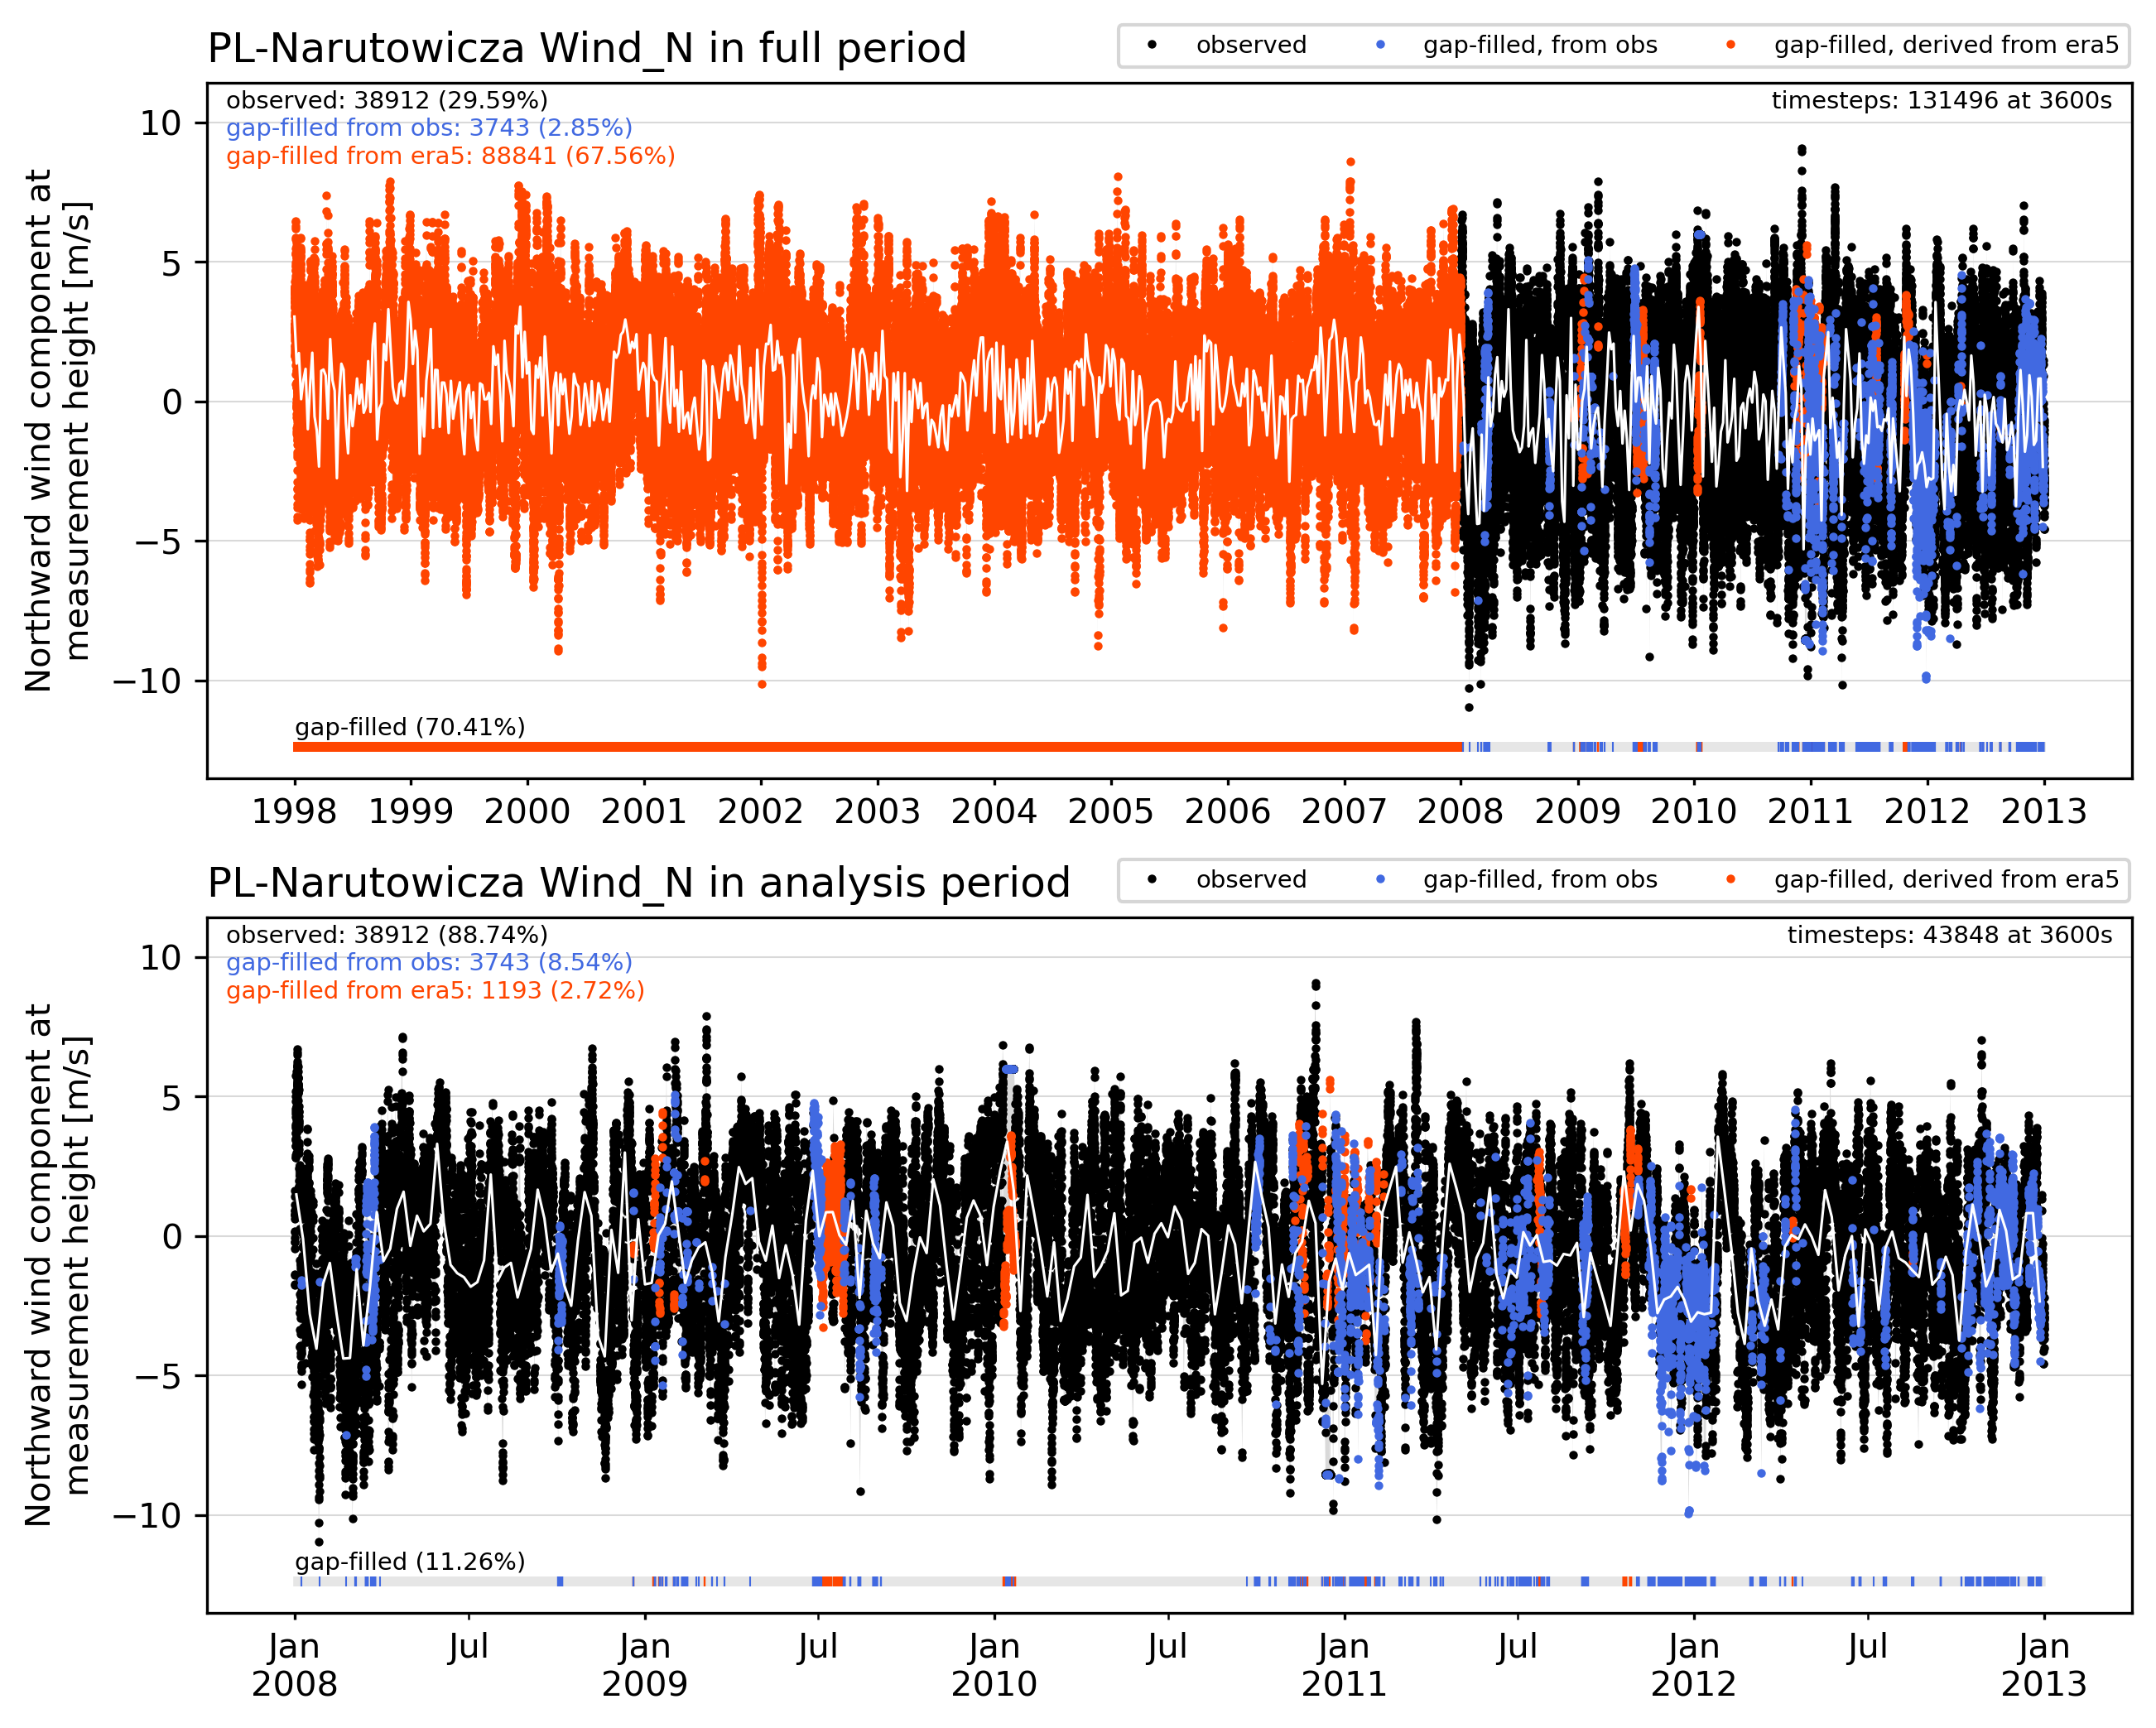 PL-Narutowicza Wind_N in full period
observed   gap-filled, from obs   gap-filled, derived from era5
observed: 38912 (29.59%)
timesteps: 131496 at 3600s
gap-filled from obs: 3743 (2.85%)
gap-filled from era5: 88841 (67.56%)
Northward wind component at
measurement height [m/s]
10
5
0
−5
−10
gap-filled (70.41%)
1998 1999 2000 2001 2002 2003 2004 2005 2006 2007 2008 2009 2010 2011 2012 2013
PL-Narutowicza Wind_N in analysis period
observed   gap-filled, from obs   gap-filled, derived from era5
observed: 38912 (88.74%)
timesteps: 43848 at 3600s
gap-filled from obs: 3743 (8.54%)
gap-filled from era5: 1193 (2.72%)
Northward wind component at
measurement height [m/s]
10
5
0
−5
−10
gap-filled (11.26%)
Jan Jul Jan Jul Jan Jul Jan Jul Jan Jul Jan
2008 2009 2010 2011 2012 2013